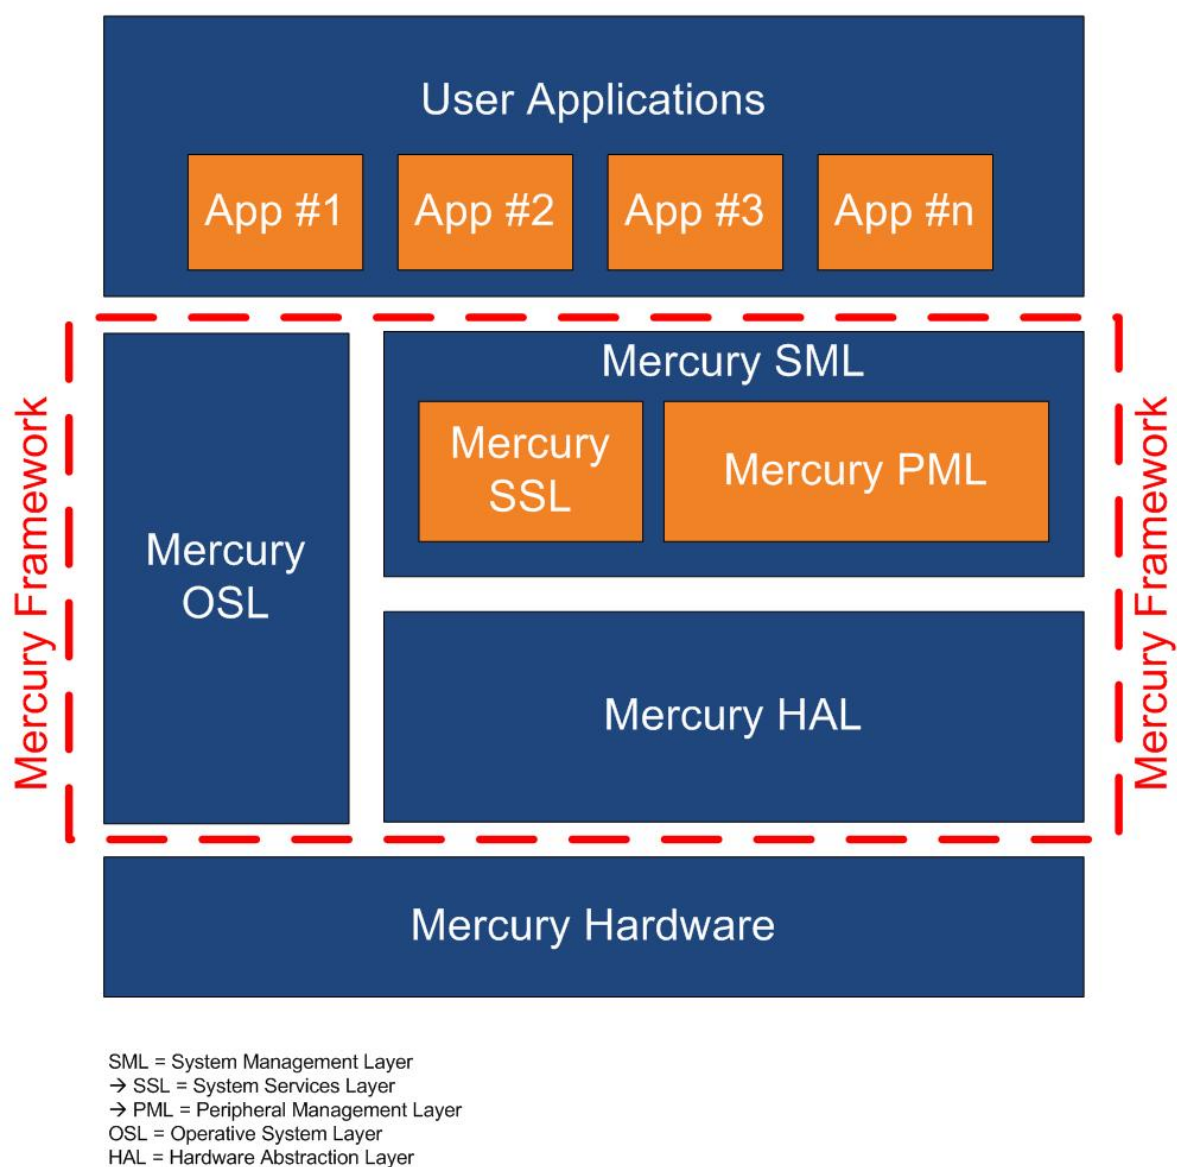 User Applications
App #1
App #2
App #3
App #n
Mercury Framework
Mercury
OSL
Mercury SML
Mercury
SSL
Mercury PML
Mercury HAL
Mercury Framework
Mercury Hardware
SML = System Management Layer
→ SSL = System Services Layer
→ PML = Peripheral Management Layer
OSL = Operative System Layer
HAL = Hardware Abstraction Layer